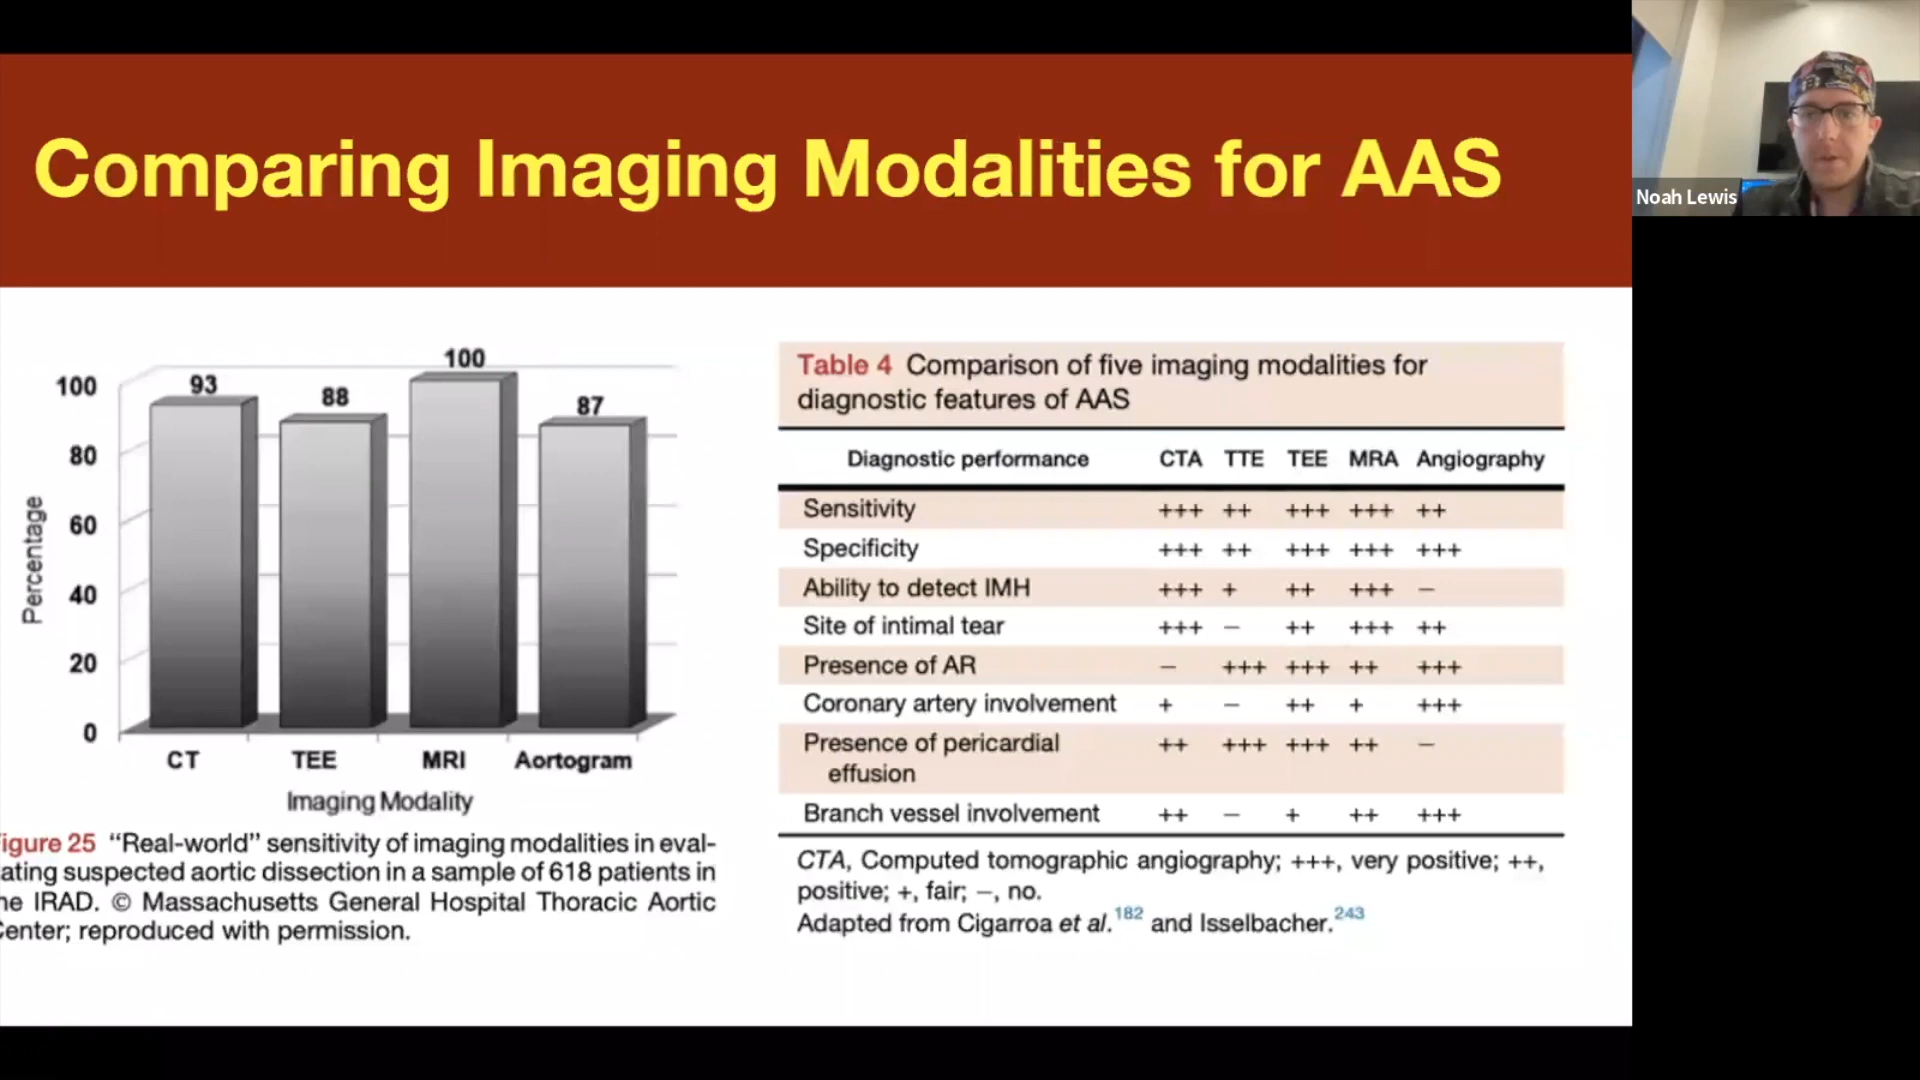 Comparing Imaging Modalities for AAS
Noah Lewis
100
80
60
40
20
0
Percentage
93
88
100
87
CT TEE MRI Aortogram
Imaging Modality
igure 25 “Real-world” sensitivity of imaging modalities in eval-
ating suspected aortic dissection in a sample of 618 patients in
he IRAD. © Massachusetts General Hospital Thoracic Aortic
enter; reproduced with permission.
Table 4 Comparison of five imaging modalities for
diagnostic features of AAS
Diagnostic performance CTA TTE TEE MRA Angiography
Sensitivity +++ ++ +++ +++ ++
Specificity +++ ++ +++ +++ +++
Ability to detect IMH +++ + ++ +++ –
Site of intimal tear +++ – ++ +++ ++
Presence of AR – +++ +++ ++ +++
Coronary artery involvement + – ++ + +++
Presence of pericardial ++ +++ +++ ++ –
effusion
Branch vessel involvement ++ – + ++ +++
CTA, Computed tomographic angiography; +++, very positive; ++,
positive; +, fair; –, no.
Adapted from Cigarroa et al.182 and Isselbacher.243